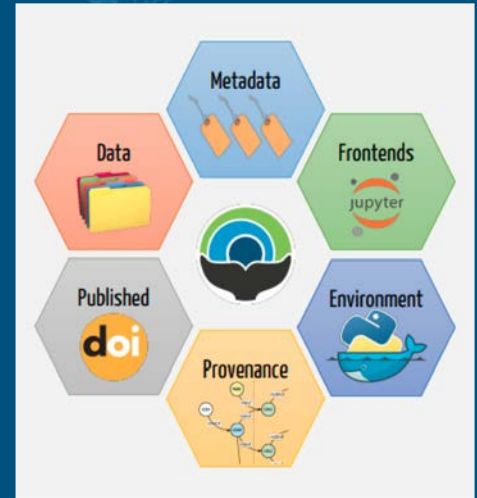 Metadata
Data
Frontends
jupyter
Published
doi
Environment
Provenance